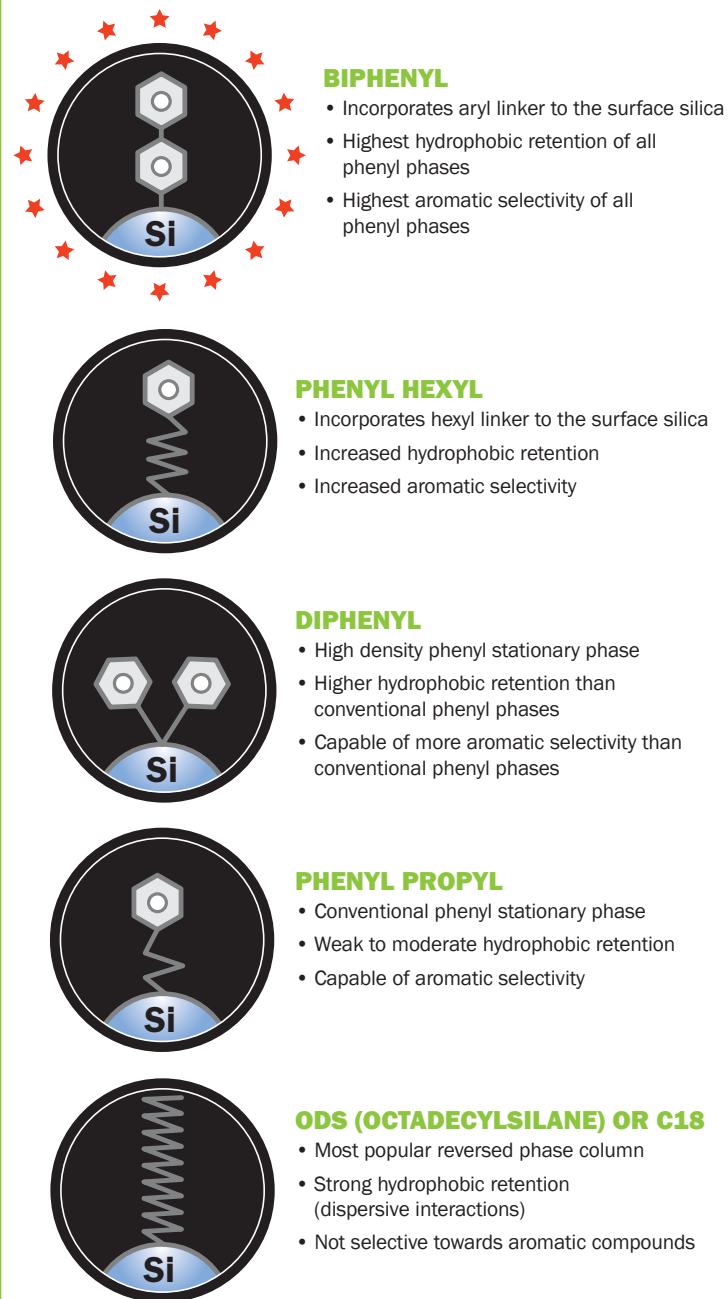 BIPHENYL
• Incorporates aryl linker to the surface silica
• Highest hydrophobic retention of all
phenyl phases
• Highest aromatic selectivity of all
phenyl phases
Si
PHENYL HEXYL
• Incorporates hexyl linker to the surface silica
• Increased hydrophobic retention
• Increased aromatic selectivity
Si
DIPHENYL
• High density phenyl stationary phase
• Higher hydrophobic retention than
conventional phenyl phases
• Capable of more aromatic selectivity than
conventional phenyl phases
Si
PHENYL PROPYL
• Conventional phenyl stationary phase
• Weak to moderate hydrophobic retention
• Capable of aromatic selectivity
Si
ODS (OCTADECYLSILANE) OR C18
• Most popular reversed phase column
• Strong hydrophobic retention
(dispersive interactions)
• Not selective towards aromatic compounds
Si